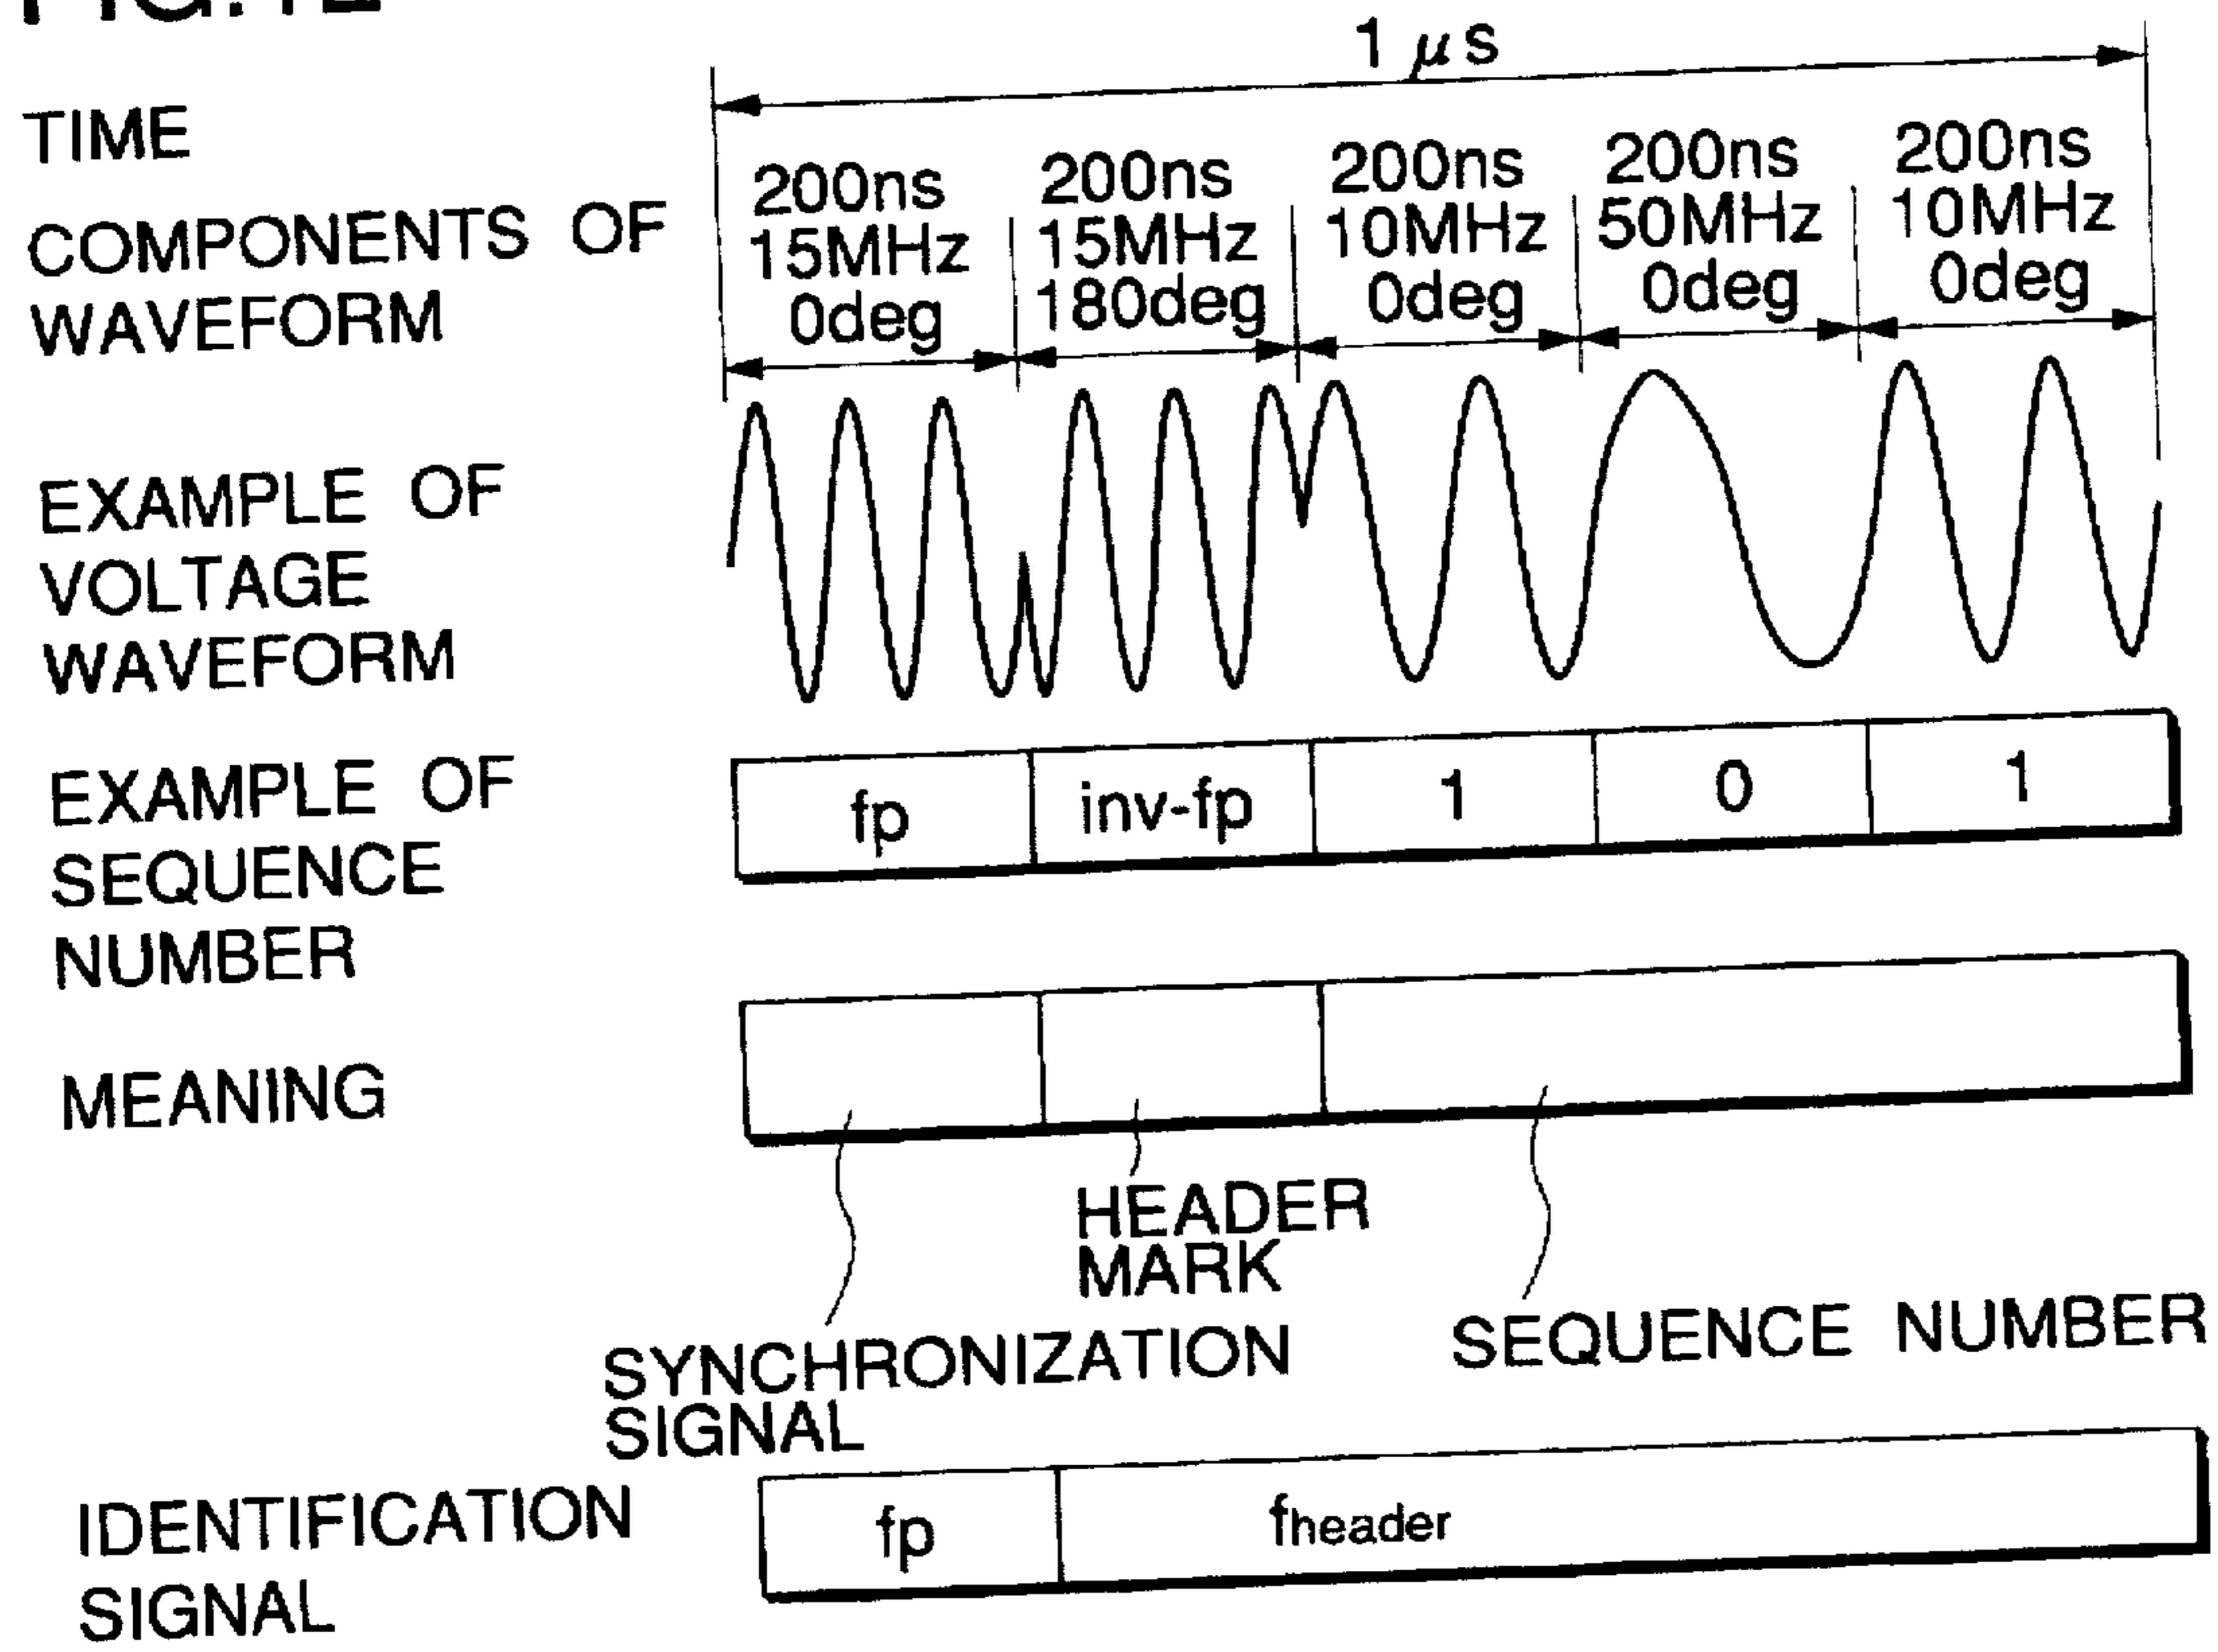 1 μs
TIME
COMPONENTS OF
WAVEFORM
200ns
15MHz
0deg
200ns
15MHz
180deg
200ns
10MHz
0deg
200ns
50MHz
0deg
200ns
10MHz
0deg
EXAMPLE OF
VOLTAGE
WAVEFORM
EXAMPLE OF
SEQUENCE
NUMBER
fp inv-fp 1 0 1
MEANING
HEADER
MARK
SYNCHRONIZATION
SIGNAL
SEQUENCE NUMBER
IDENTIFICATION
SIGNAL
fp fheader